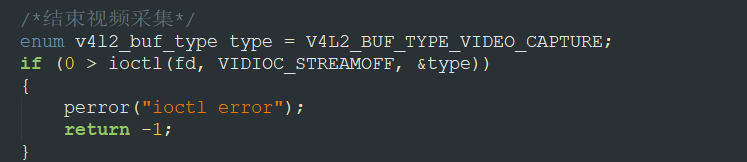 /*结束视频采集*/
enum v4l2_buf_type type = V4L2_BUF_TYPE_VIDEO_CAPTURE;
if (0 > ioctl(fd, VIDIOC_STREAMOFF, &type))
{
    perror("ioctl error");
    return -1;
}